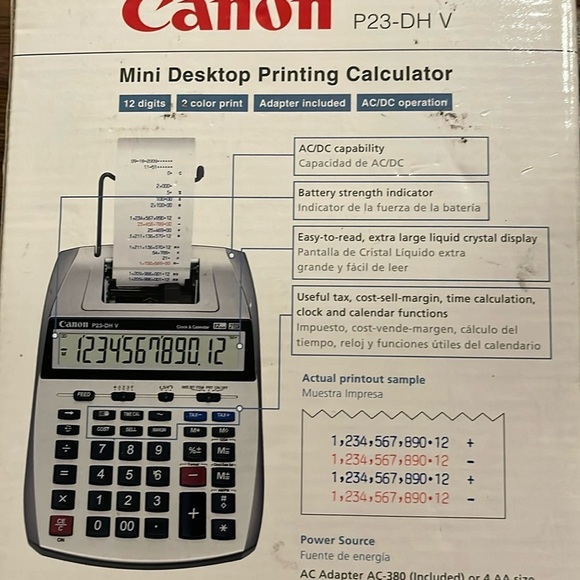 Canon P23-DH V
Mini Desktop Printing Calculator
12 digits 2 color print Adapter included AC/DC operation
AC/DC capability
Capacidad de AC/DC
Battery strength indicator
Indicator de la fuerza de la batería
Easy-to-read, extra large liquid crystal display
Pantalla de Cristal Líquido extra
grande y fácil de leer
Useful tax, cost-sell-margin, time calculation,
clock and calendar functions
Impuesto, costo-vende-margen, cálculo del
tiempo, reloj y funciones útiles del calendario
Canon P23-DH V Clock & Calendar
1234567890.12
FEED
TAX- TAX+
COST SELL MARGIN
÷ 7 8 9 %±
= 4 5 6 −
× 1 2 3 +
CE/C 0 00 •
ON
Actual printout sample
Muestra Impresa
1,234,567,890•12 +
1,234,567,890•12 −
1,234,567,890•12 +
1,234,567,890•12 −
Power Source
Fuente de energía
AC Adapter AC-380 (Included) or 4 AA size